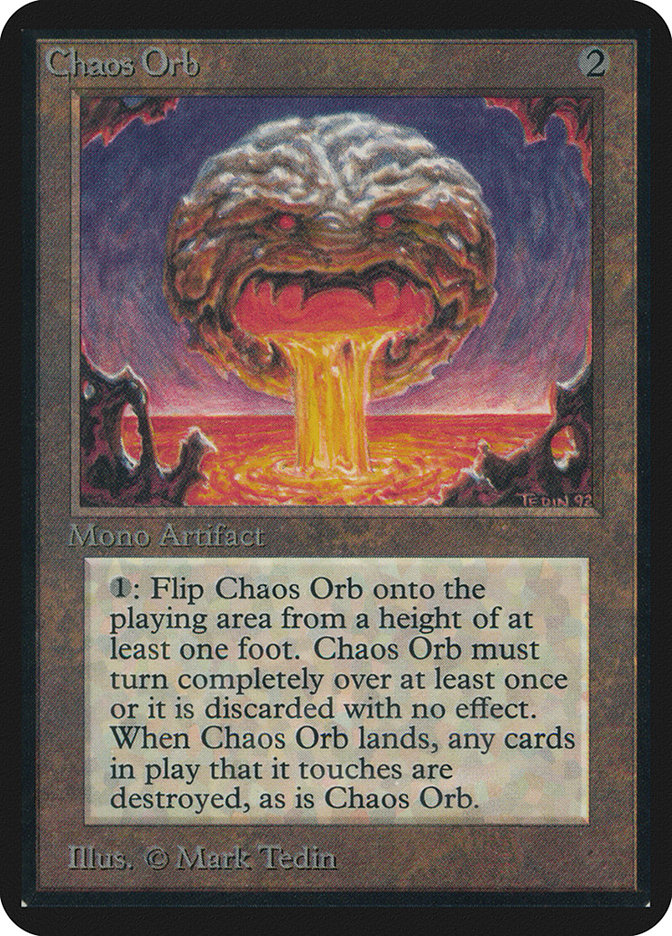 Chaos Orb 2
TEDIN 92
Mono Artifact
①: Flip Chaos Orb onto the
playing area from a height of at
least one foot. Chaos Orb must
turn completely over at least once
or it is discarded with no effect.
When Chaos Orb lands, any cards
in play that it touches are
destroyed, as is Chaos Orb.
Illus. © Mark Tedin